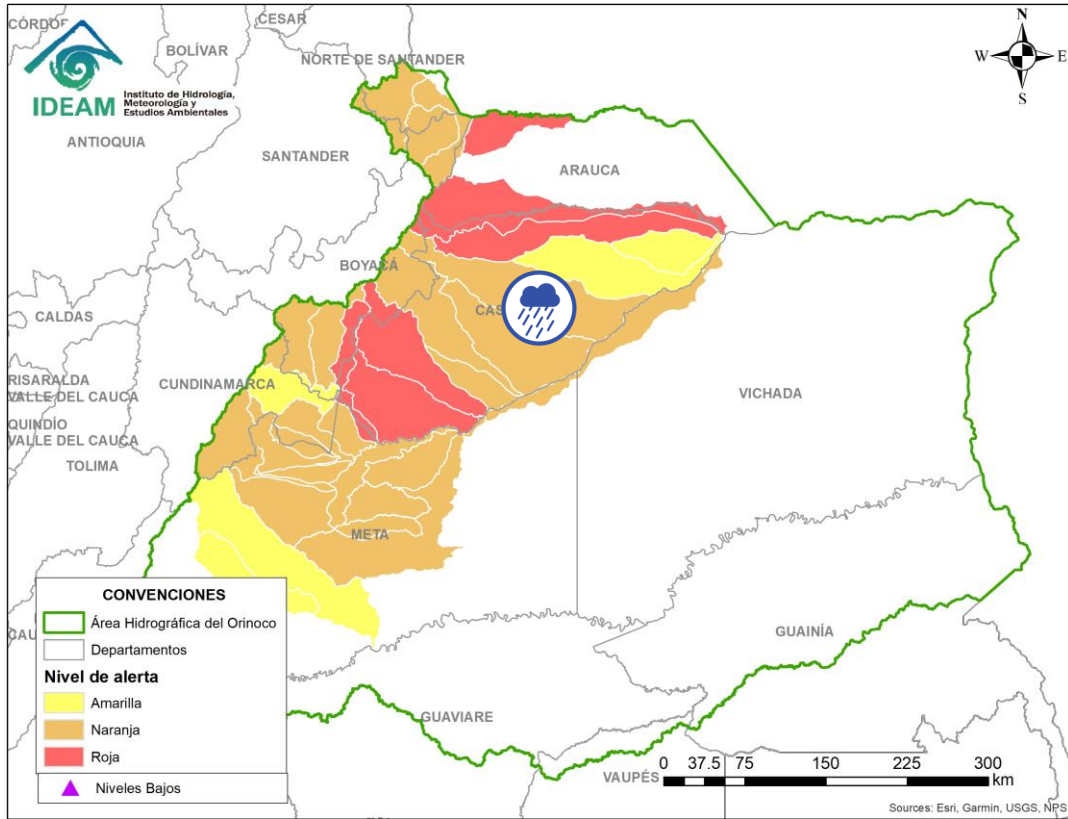 CÓRDO
CESAR
BOLÍVAR
NORTE DE SANTANDER
N
W
E
S
IDEAM
Instituto de Hidrología,
Meteorología y
Estudios Ambientales
ANTIOQUIA
SANTANDER
ARAUCA
BOYACÁ
CAS
CALDAS
RISARALDA
VALLE DEL CAUCA
CUNDINAMARCA
VICHADA
QUINDÍO
VALLE DEL CAUCA
TOLIMA
META
CONVENCIONES
Área Hidrográfica del Orinoco
Departamentos
Nivel de alerta
Amarilla
Naranja
Roja
Niveles Bajos
CAU
GUAINÍA
GUAVIARE
VAUPÉS
0 37.5 75 150 225 300
km
Sources: Esri, Garmin, USGS, NPS